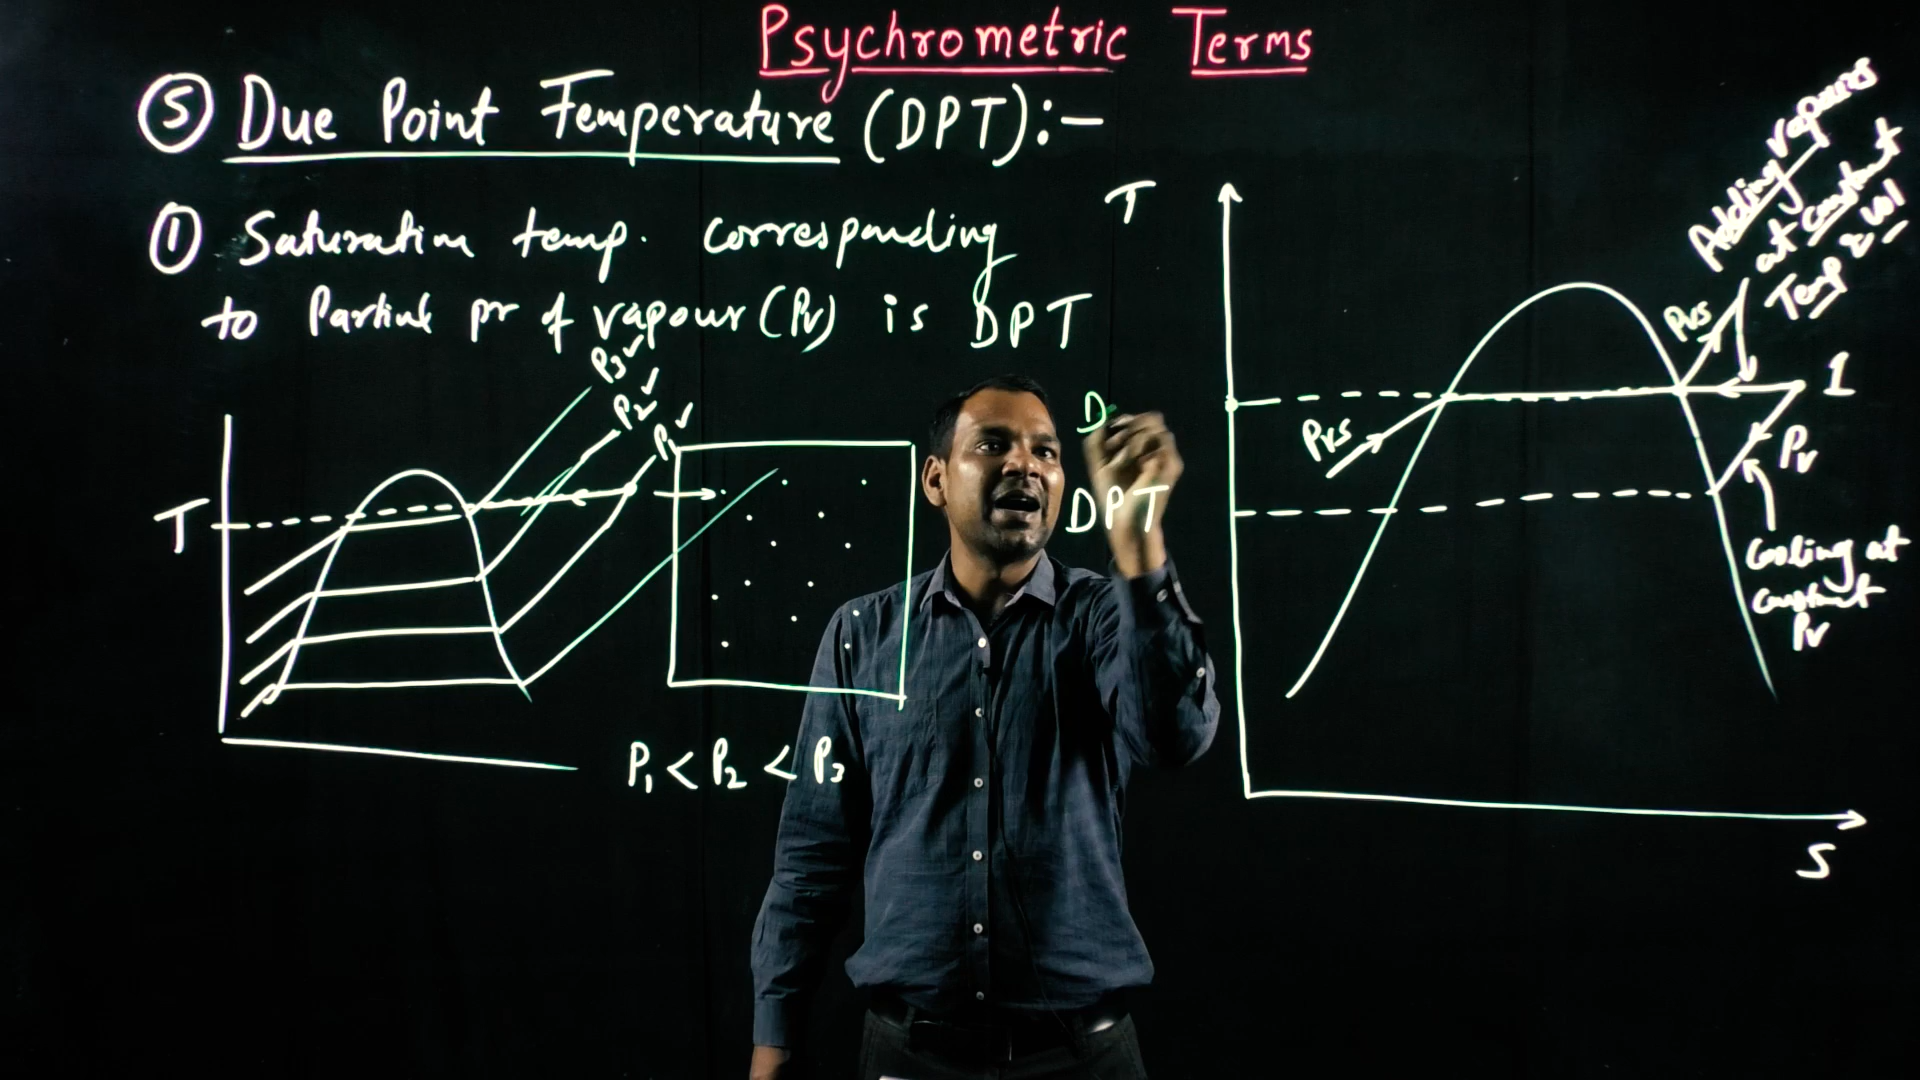 Psychrometric Terms
⑤ Due Point Temperature (DPT):-
① Saturation temp. corresponding
to Partial pr of vapour (Pv) is DPT
P3 ✓
P2 ✓
P1 ✓
T
P1 < P2 < P3
T
D
DPT
Pvs
Pvs
1
Pv
Adding vapours
at constant
Temp & vol
Cooling at
constant
Pv
S